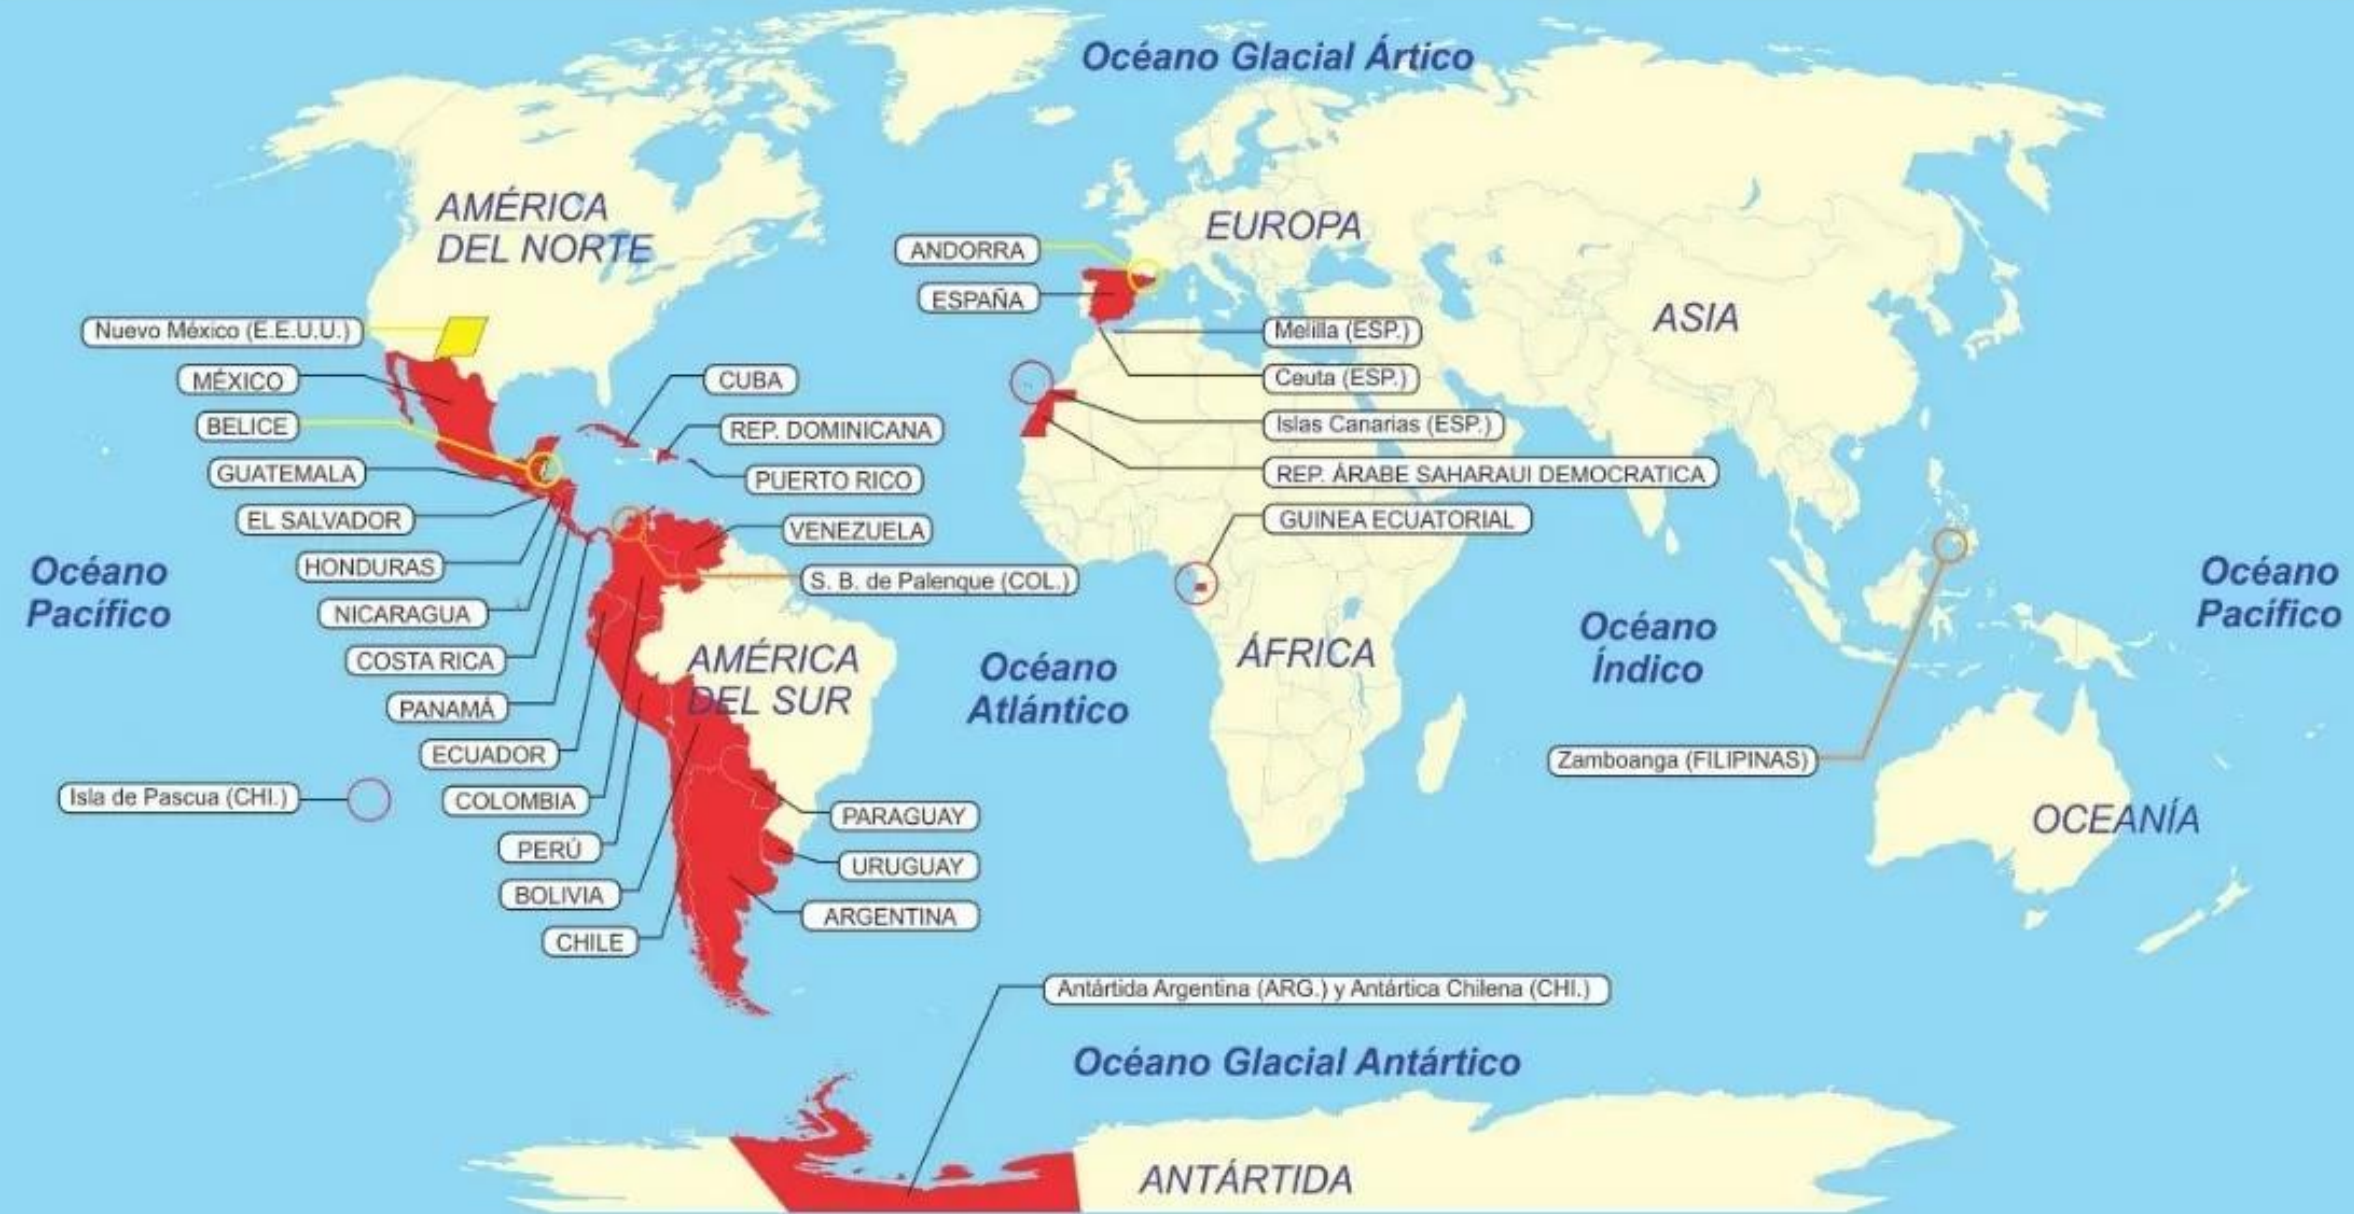 Océano Glacial Ártico
AMÉRICA
DEL NORTE
EUROPA
ASIA
ANDORRA
ESPAÑA
Nuevo México (E.E.U.U.)
MÉXICO
BELICE
GUATEMALA
EL SALVADOR
HONDURAS
NICARAGUA
COSTA RICA
PANAMÁ
ECUADOR
COLOMBIA
PERÚ
BOLIVIA
CHILE
Isla de Pascua (CHI.)
Océano
Pacífico
CUBA
REP. DOMINICANA
PUERTO RICO
VENEZUELA
S. B. de Palenque (COL.)
AMÉRICA
DEL SUR
PARAGUAY
URUGUAY
ARGENTINA
Océano
Atlántico
Melilla (ESP.)
Ceuta (ESP.)
Islas Canarias (ESP.)
REP. ÁRABE SAHARAUI DEMOCRATICA
GUINEA ECUATORIAL
ÁFRICA
Océano
Índico
Zamboanga (FILIPINAS)
Océano
Pacífico
OCEANÍA
Antártida Argentina (ARG.) y Antártica Chilena (CHI.)
Océano Glacial Antártico
ANTÁRTIDA